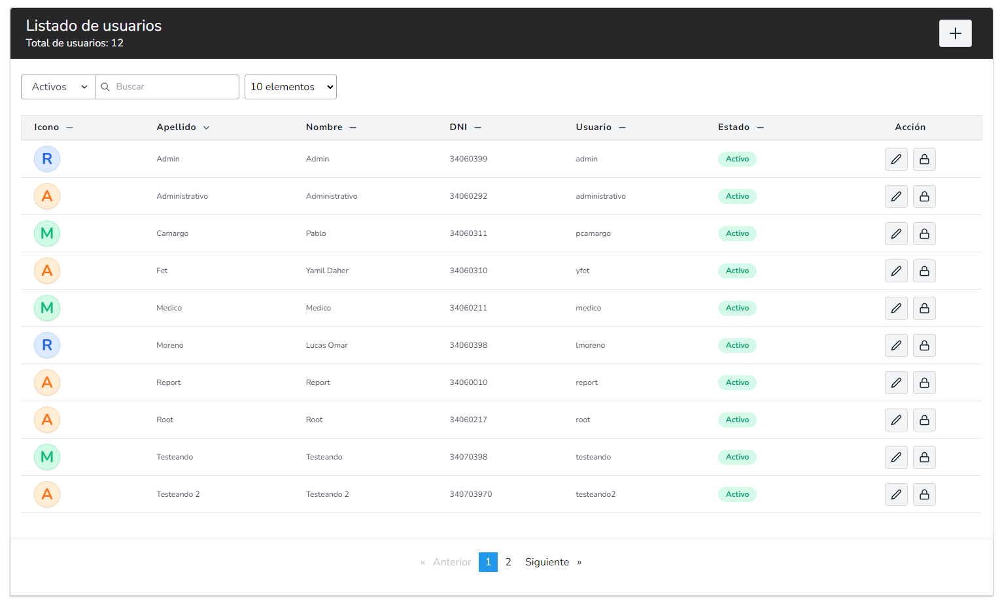 Listado de usuarios
Total de usuarios: 12
Activos Buscar 10 elementos
Icono — Apellido Nombre — DNI — Usuario — Estado — Acción
R Admin Admin 34060399 admin Activo
A Administrativo Administrativo 34060292 administrativo Activo
M Camargo Pablo 34060311 pcamargo Activo
A Fet Yamil Daher 34060310 yfet Activo
M Medico Medico 34060211 medico Activo
R Moreno Lucas Omar 34060398 lmoreno Activo
A Report Report 34060010 report Activo
A Root Root 34060217 root Activo
M Testeando Testeando 34070398 testeando Activo
A Testeando 2 Testeando 2 340703970 testeando2 Activo
« Anterior 1 2 Siguiente »